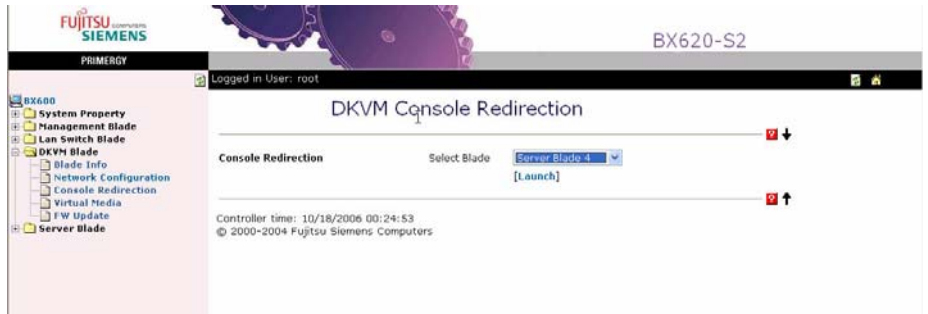 FUJITSU COMPUTERS
SIEMENS
BX620-S2
PRIMERGY
Logged in User: root
BX600
System Property
Management Blade
Lan Switch Blade
DKVM Blade
Blade Info
Network Configuration
Console Redirection
Virtual Media
FW Update
Server Blade
DKVM Console Redirection
?
Console Redirection Select Blade Server Blade 4
[Launch]
?
Controller time: 10/18/2006 00:24:53
© 2000-2004 Fujitsu Siemens Computers